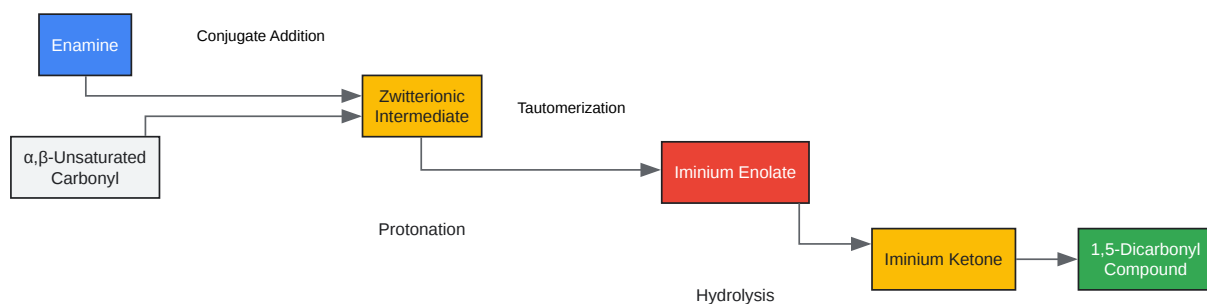 Enamine
Conjugate Addition
Zwitterionic
Intermediate
Tautomerization
α,β-Unsaturated
Carbonyl
Iminium Enolate
Protonation
Iminium Ketone
1,5-Dicarbonyl
Compound
Hydrolysis